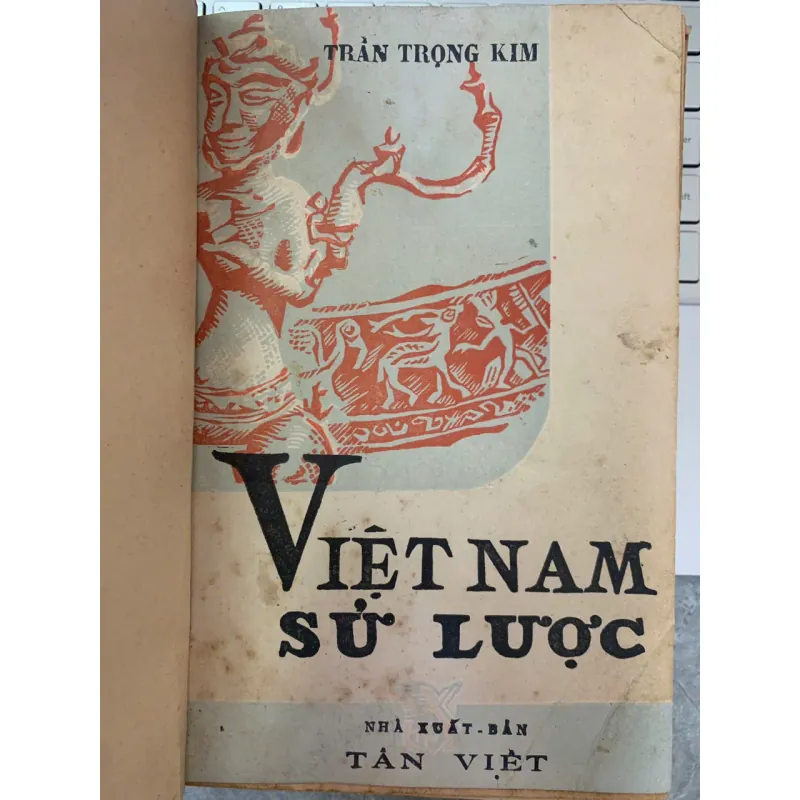 TRẦN TRỌNG KIM
VIỆT NAM
SỬ LƯỢC
NHÀ XUẤT-BẢN
TÂN VIỆT